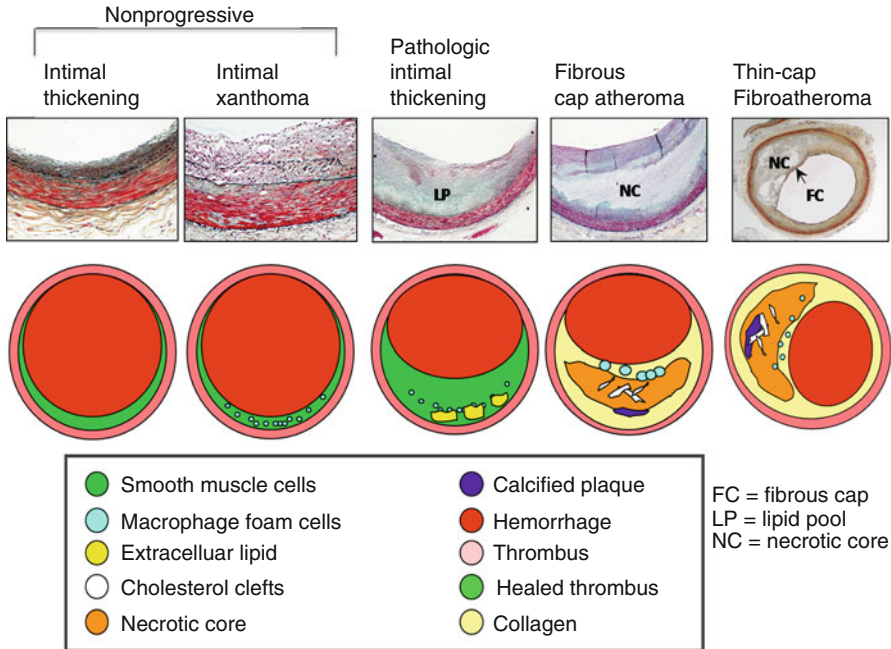 Nonprogressive
Intimal
thickening
Intimal
xanthoma
Pathologic
intimal
thickening
Fibrous
cap atheroma
Thin-cap
Fibroatheroma
LP
NC
NC
FC
Smooth muscle cells
Macrophage foam cells
Extracelluar lipid
Cholesterol clefts
Necrotic core
Calcified plaque
Hemorrhage
Thrombus
Healed thrombus
Collagen
FC = fibrous cap
LP = lipid pool
NC = necrotic core